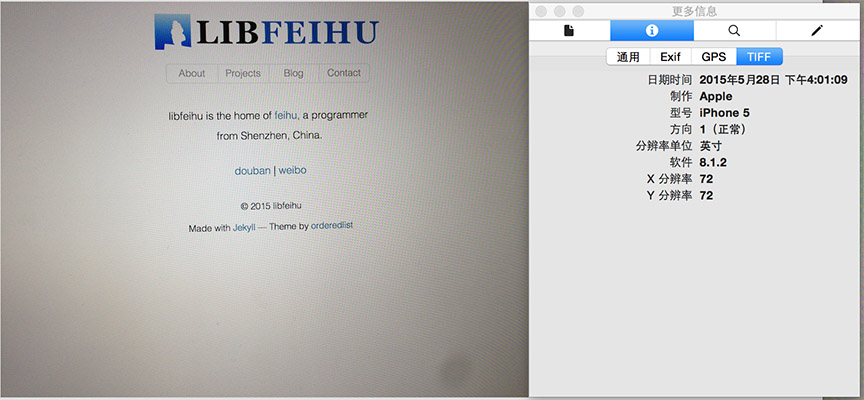 LIBFEIHU
About
Projects
Blog
Contact
libfeihu is the home of feihu, a programmer
from Shenzhen, China.
douban | weibo
© 2015 libfeihu
Made with Jekyll — Theme by orderedlist
更多信息
通用
Exif
GPS
TIFF
日期时间 2015年5月28日 下午4:01:09
制作 Apple
型号 iPhone 5
方向 1（正常）
分辨率单位 英寸
软件 8.1.2
X 分辨率 72
Y 分辨率 72